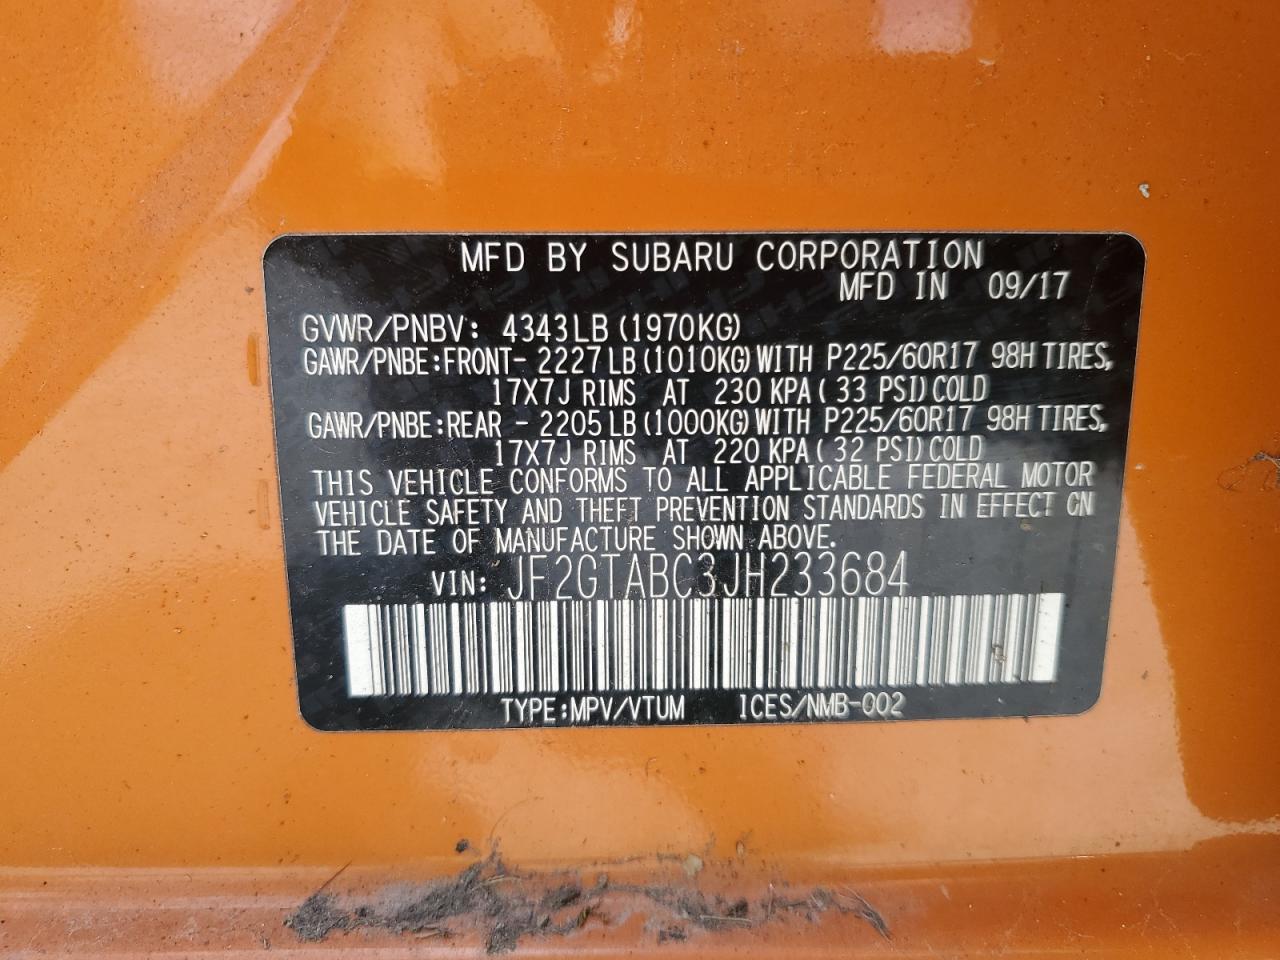 MFD BY SUBARU CORPORATION
MFD IN 09/17
GVWR/PNBV: 4343LB (1970KG)
GAWR/PNBE:FRONT- 2227 LB (1010KG) WITH P225/60R17 98H TIRES,
17X7J RIMS AT 230 KPA ( 33 PSI) COLD
GAWR/PNBE:REAR - 2205 LB (1000KG) WITH P225/60R17 98H TIRES,
17X7J RIMS AT 220 KPA ( 32 PSI) COLD
THIS VEHICLE CONFORMS TO ALL APPLICABLE FEDERAL MOTOR
VEHICLE SAFETY AND THEFT PREVENTION STANDARDS IN EFFECT ON
THE DATE OF MANUFACTURE SHOWN ABOVE.
VIN: JF2GTABC3JH233684
TYPE:MPV/VTUM ICES/NMB-002